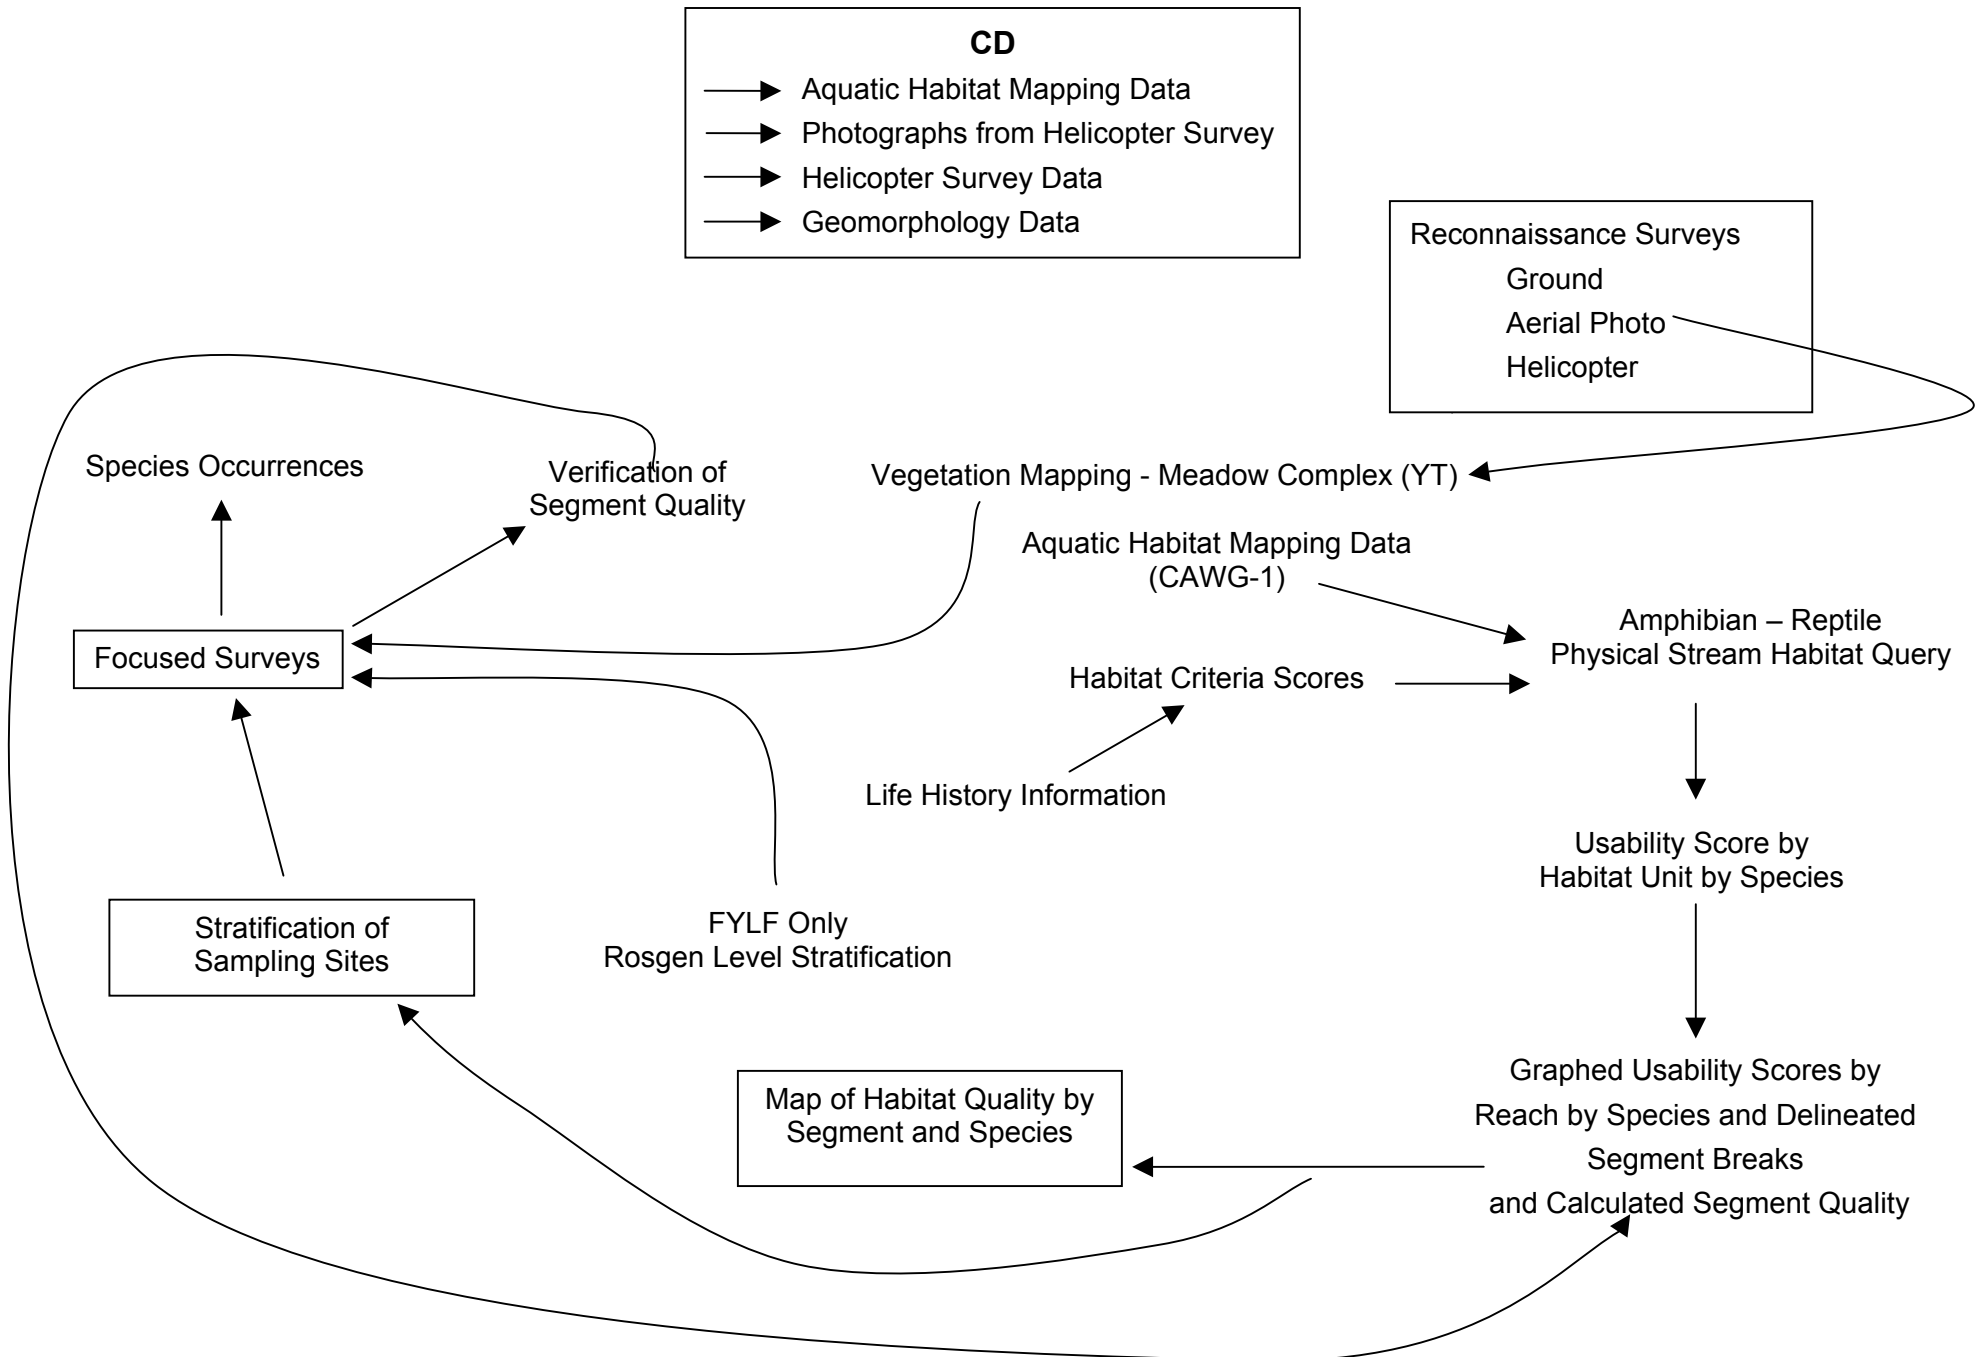 CD
Aquatic Habitat Mapping Data
Photographs from Helicopter Survey
Helicopter Survey Data
Geomorphology Data
Reconnaissance Surveys
Ground
Aerial Photo
Helicopter
Species Occurrences
Verification of
Segment Quality
Vegetation Mapping - Meadow Complex (YT)
Aquatic Habitat Mapping Data
(CAWG-1)
Amphibian – Reptile
Physical Stream Habitat Query
Focused Surveys
Habitat Criteria Scores
Life History Information
Usability Score by
Habitat Unit by Species
Stratification of
Sampling Sites
FYLF Only
Rosgen Level Stratification
Map of Habitat Quality by
Segment and Species
Graphed Usability Scores by
Reach by Species and Delineated
Segment Breaks
and Calculated Segment Quality